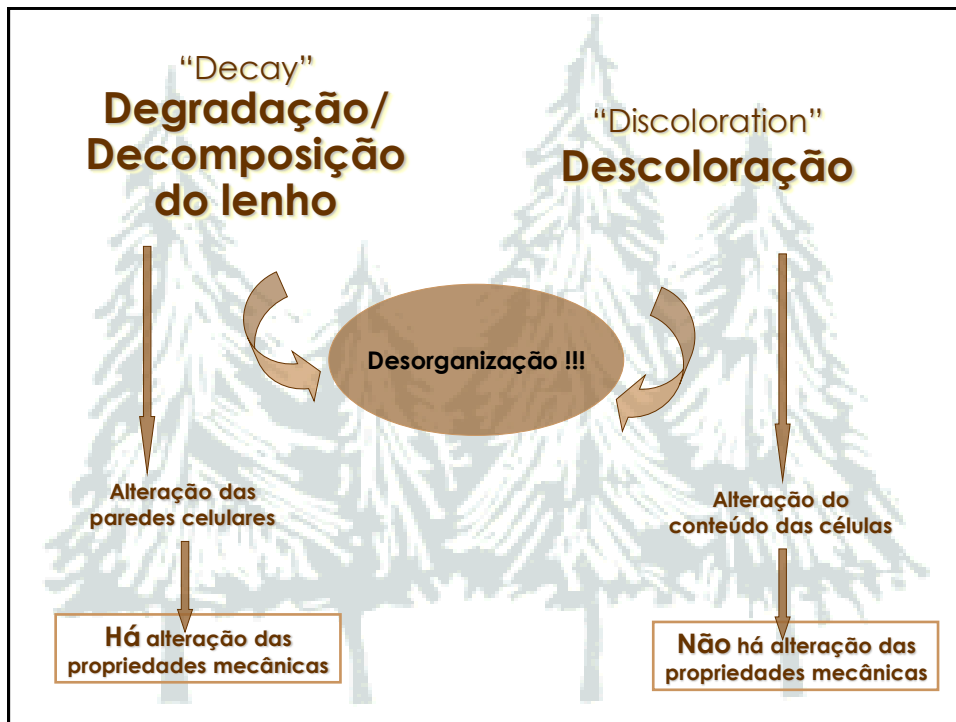 “Decay”
Degradação/
Decomposição
do lenho
“Discoloration”
Descoloração
Desorganização !!!
Alteração das
paredes celulares
Alteração do
conteúdo das células
Há alteração das
propriedades mecânicas
Não há alteração das
propriedades mecânicas